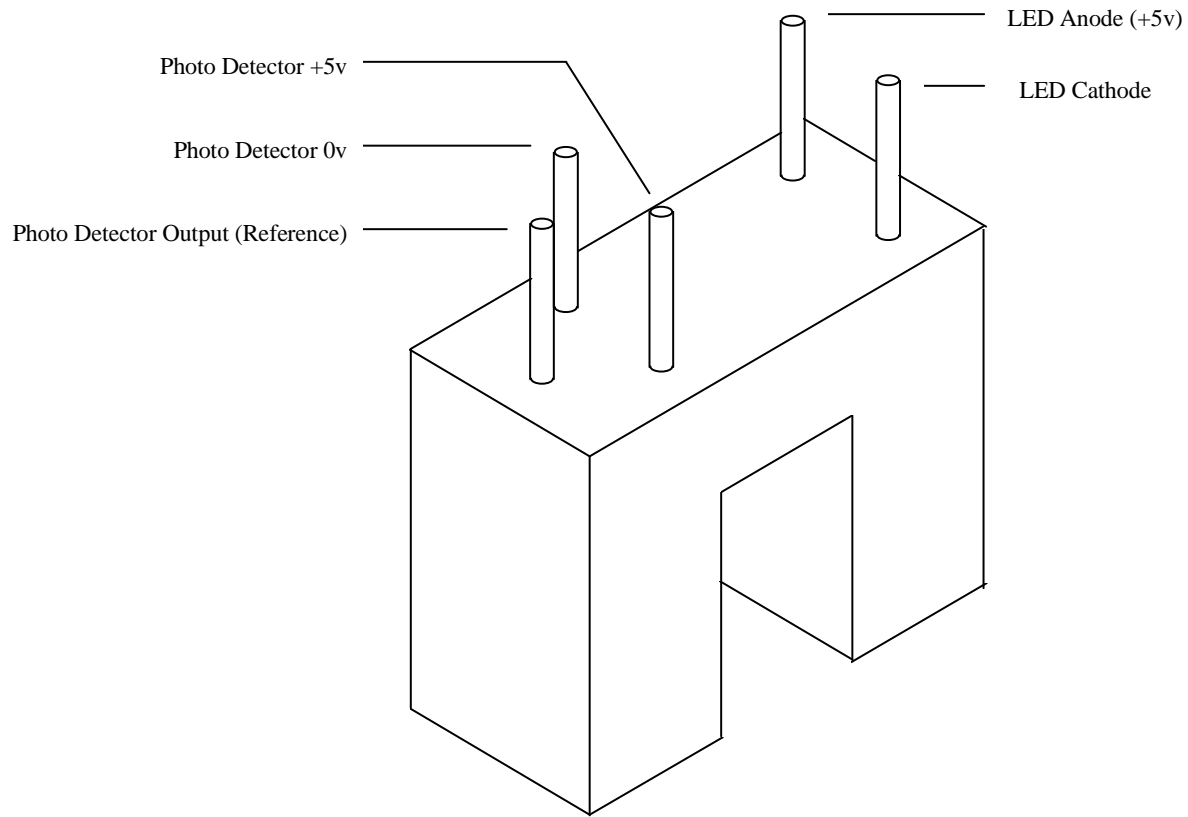 LED Anode (+5v)
Photo Detector +5v
LED Cathode
Photo Detector 0v
Photo Detector Output (Reference)